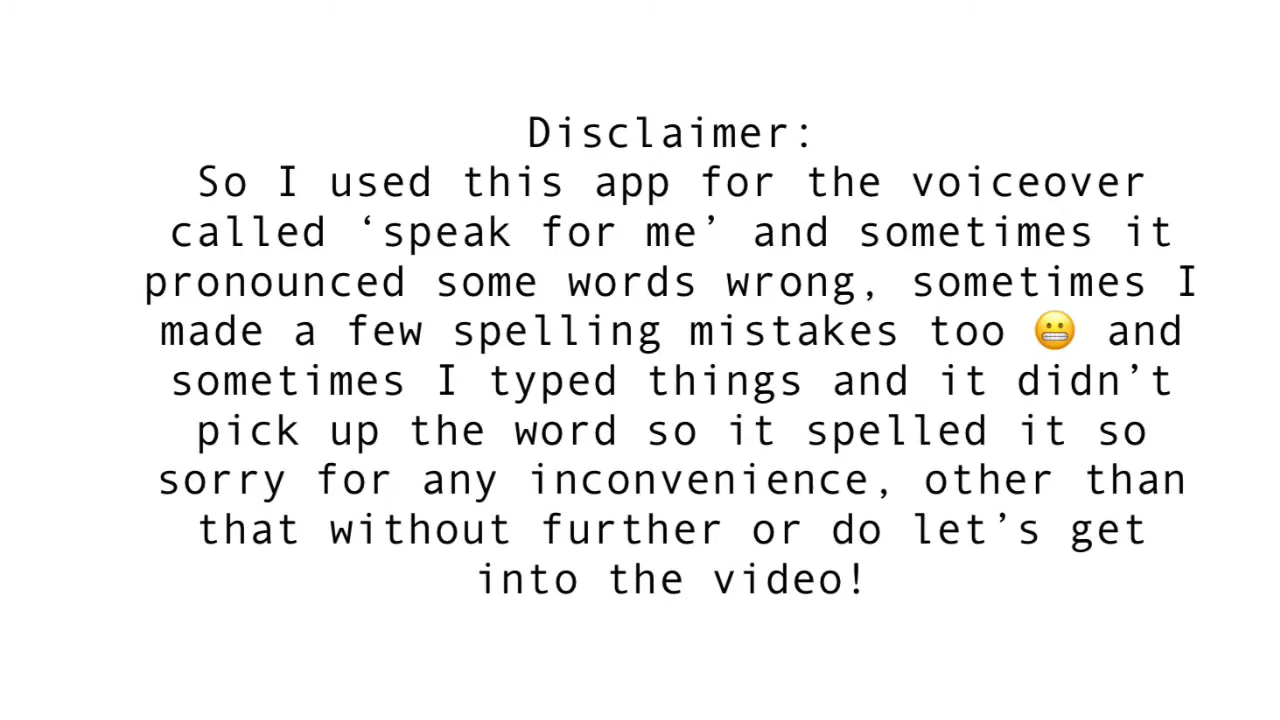 Disclaimer:
So I used this app for the voiceover
called ‘speak for me’ and sometimes it
pronounced some words wrong, sometimes I
made a few spelling mistakes too 😬 and
sometimes I typed things and it didn’t
pick up the word so it spelled it so
sorry for any inconvenience, other than
that without further or do let’s get
into the video!